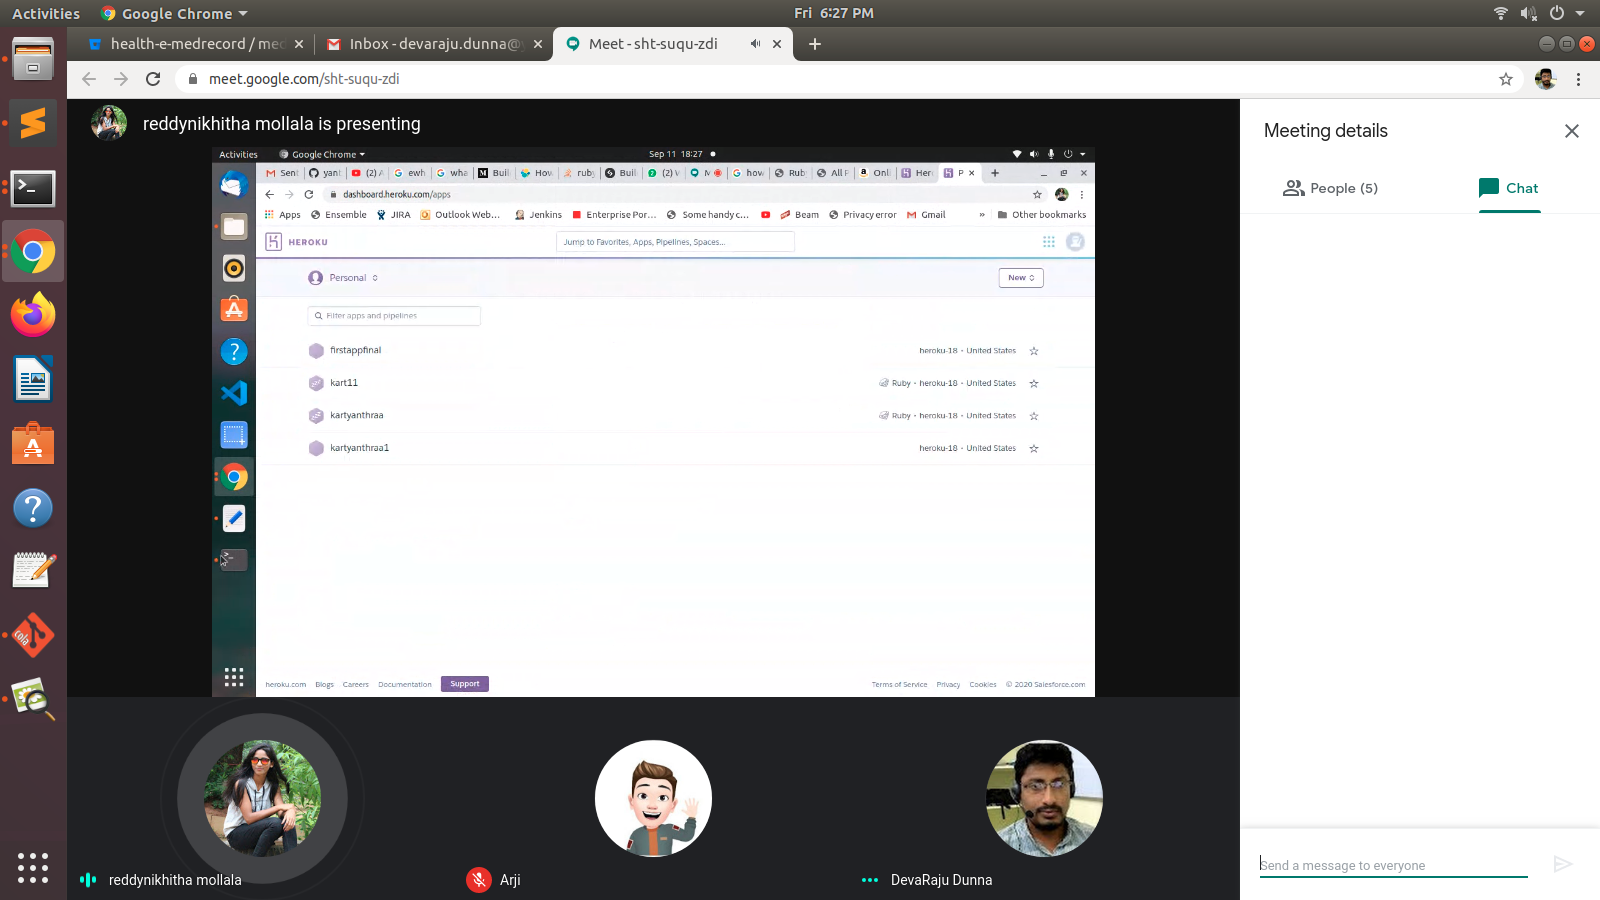 Activities
Google Chrome
Fri 6:27 PM
health-e-medrecord / med
Inbox - devaraju.dunna@
Meet - sht-suqu-zdi
meet.google.com/sht-suqu-zdi
reddynikhitha mollala is presenting
Activities
Google Chrome
Sep 11 18:27
Sen
yan
(2) A
ewh
wha
Buil
How
ruby
Buil
(2) V
M
how
Rub
All P
Onl
Her
P
dashboard.heroku.com/apps
Apps
Ensemble
JIRA
Outlook Web...
Jenkins
Enterprise Por...
Some handy c...
Beam
Privacy error
Gmail
»
Other bookmarks
HEROKU
Jump to Favorites, Apps, Pipelines, Spaces...
Personal
New
Filter apps and pipelines
firstappfinal
heroku-18 · United States
kart11
Ruby · heroku-18 · United States
kartyanthraa
Ruby · heroku-18 · United States
kartyanthraa1
heroku-18 · United States
heroku.com
Blogs
Careers
Documentation
Support
Terms of Service
Privacy
Cookies
© 2020 Salesforce.com
Meeting details
People (5)
Chat
Send a message to everyone
reddynikhitha mollala
Arji
DevaRaju Dunna
cola